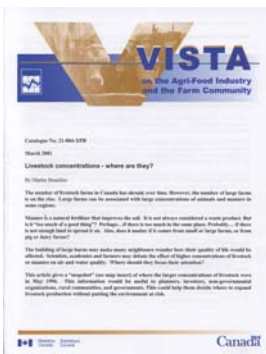 VISTA
on the Agri-Food Industry
and the Farm Community
Catalogue No. 21-004-XPB
March 2001
Livestock concentrations - where are they?
By Martin Beaulieu
The number of livestock farms in Canada has shrunk over time. However, the number of large farms
is on the rise. Large farms can be associated with large concentrations of animals and manure in
some regions.
Manure is a natural fertilizer that improves the soil. It is not always considered a waste product. But
is it "too much of a good thing"? Perhaps...if there is too much in the same place. Probably... if there
is not enough land to spread it on. Also, does it matter if it comes from small or large farms, or from
pig or dairy farms?
The building of large barns may make many neighbours wonder how their quality of life would be
affected. Scientists, academics and farmers may debate the effect of higher concentrations of livestock
or manure on air and water quality. Where should they focus their attention?
This article gives a "snapshot" (see map insert) of where the larger concentrations of livestock were
in May 1996. This information would be useful to planners, investors, non-governmental
organizations, rural communities, and governments. This could help them decide where to expand
livestock production without putting the environment at risk.
Statistics Canada
Statistique Canada
Canada